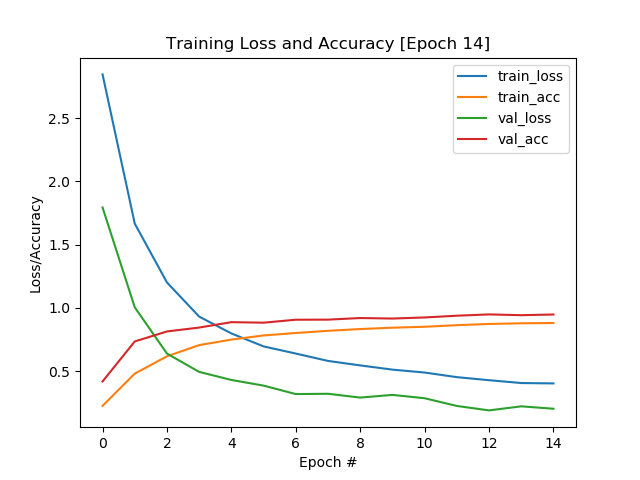 Training Loss and Accuracy [Epoch 14]
train_loss
train_acc
val_loss
val_acc
Loss/Accuracy
2.5
2.0
1.5
1.0
0.5
0 2 4 6 8 10 12 14
Epoch #